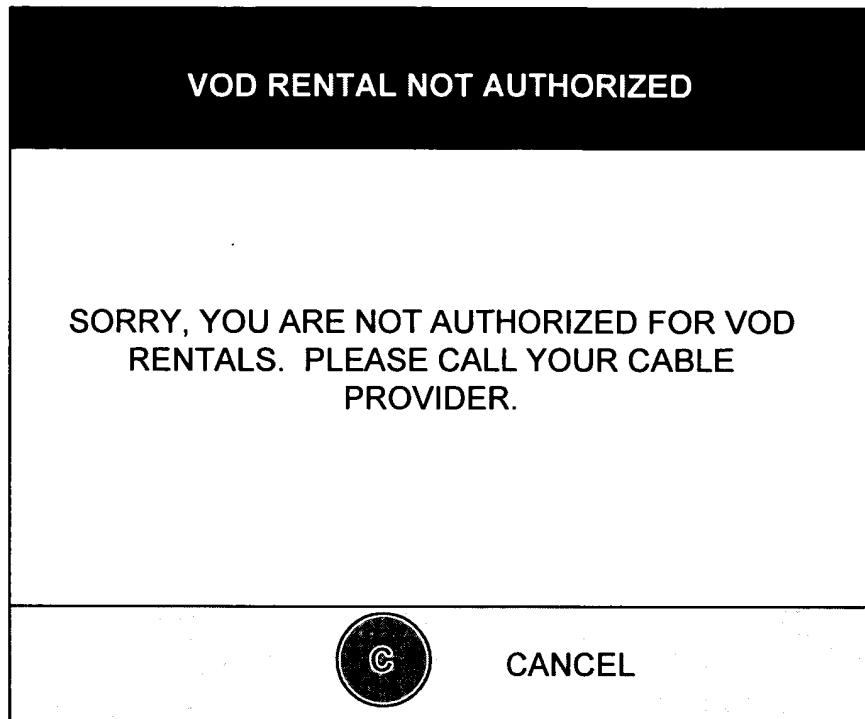 VOD RENTAL NOT AUTHORIZED
SORRY, YOU ARE NOT AUTHORIZED FOR VOD
RENTALS.  PLEASE CALL YOUR CABLE
PROVIDER.
C CANCEL